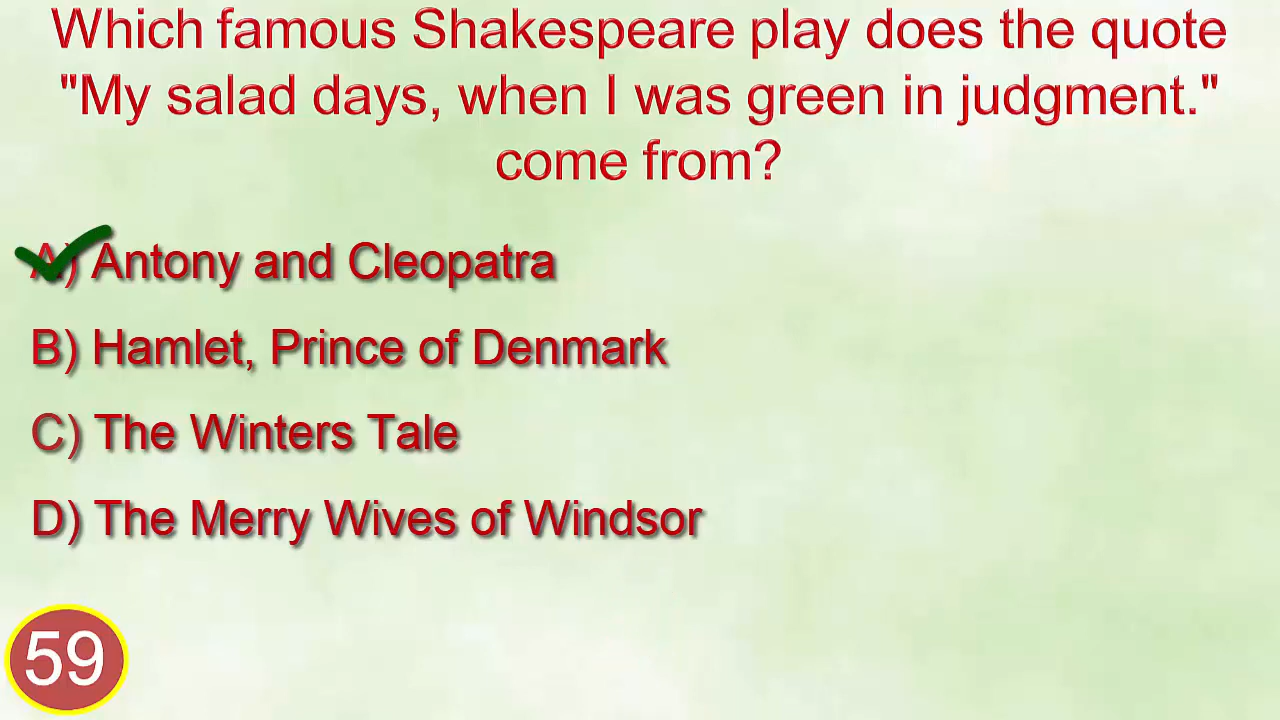 Which famous Shakespeare play does the quote
"My salad days, when I was green in judgment."
come from?
A) Antony and Cleopatra
B) Hamlet, Prince of Denmark
C) The Winters Tale
D) The Merry Wives of Windsor
59